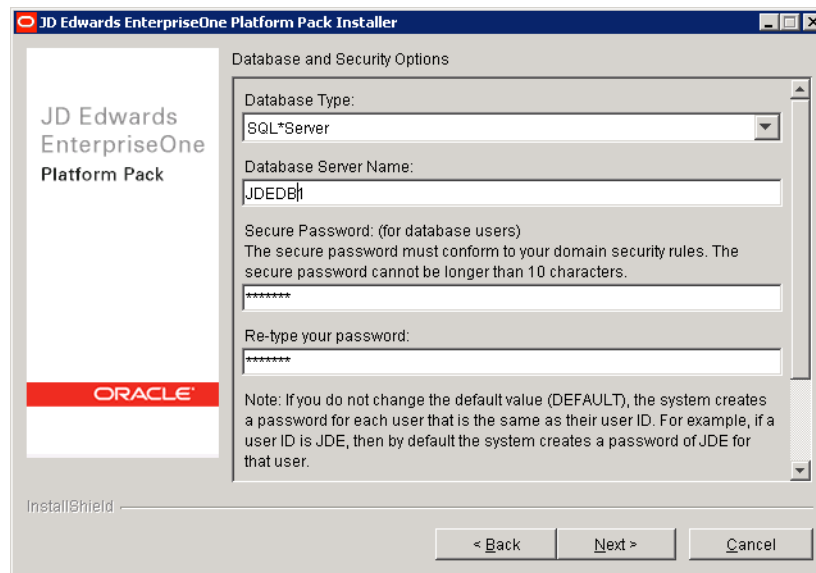 JD Edwards EnterpriseOne Platform Pack Installer
JD Edwards
EnterpriseOne
Platform Pack
ORACLE
Database and Security Options
Database Type:
SQL*Server
Database Server Name:
JDEDB1
Secure Password: (for database users)
The secure password must conform to your domain security rules. The
secure password cannot be longer than 10 characters.
*******
Re-type your password:
*******
Note: If you do not change the default value (DEFAULT), the system creates
a password for each user that is the same as their user ID. For example, if a
user ID is JDE, then by default the system creates a password of JDE for
that user.
InstallShield
< Back
Next >
Cancel